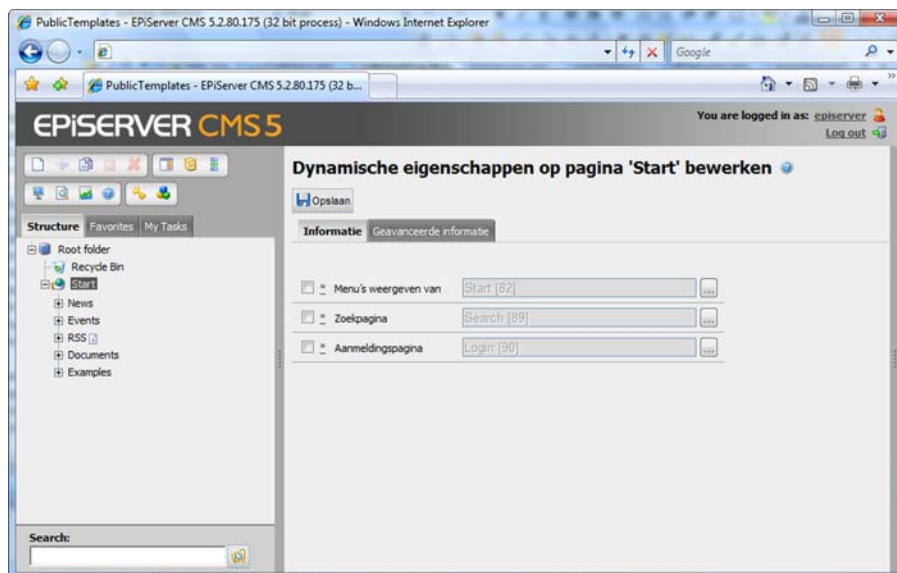 PublicTemplates - EPiServer CMS 5.2.80.175 (32 bit process) - Windows Internet Explorer
Google
PublicTemplates - EPiServer CMS 5.2.80.175 (32 b...
EPiSERVER CMS 5
You are logged in as: episerver
Log out
Dynamische eigenschappen op pagina 'Start' bewerken
Opslaan
Structure Favorites My Tasks
Informatie Geavanceerde informatie
Root folder
Recycle Bin
Start
News
Events
RSS
Documents
Examples
Menu's weergeven van Start [82] ...
Zoekpagina Search [89] ...
Aanmeldingspagina Login [90] ...
Search: